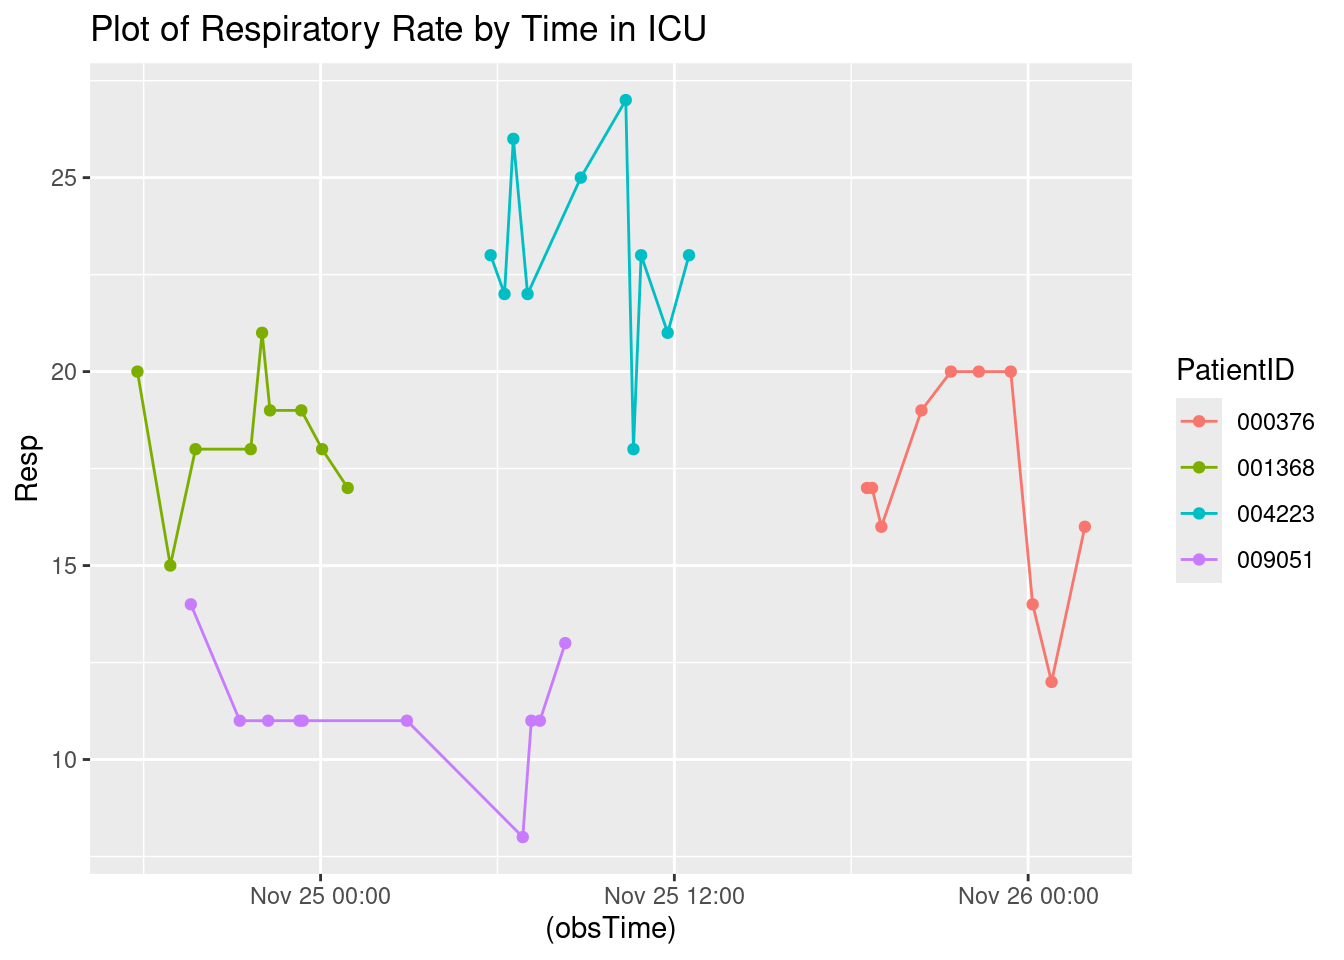 Plot of Respiratory Rate by Time in ICU
Resp
25
20
15
10
Nov 25 00:00
Nov 25 12:00
Nov 26 00:00
(obsTime)
PatientID
000376
001368
004223
009051